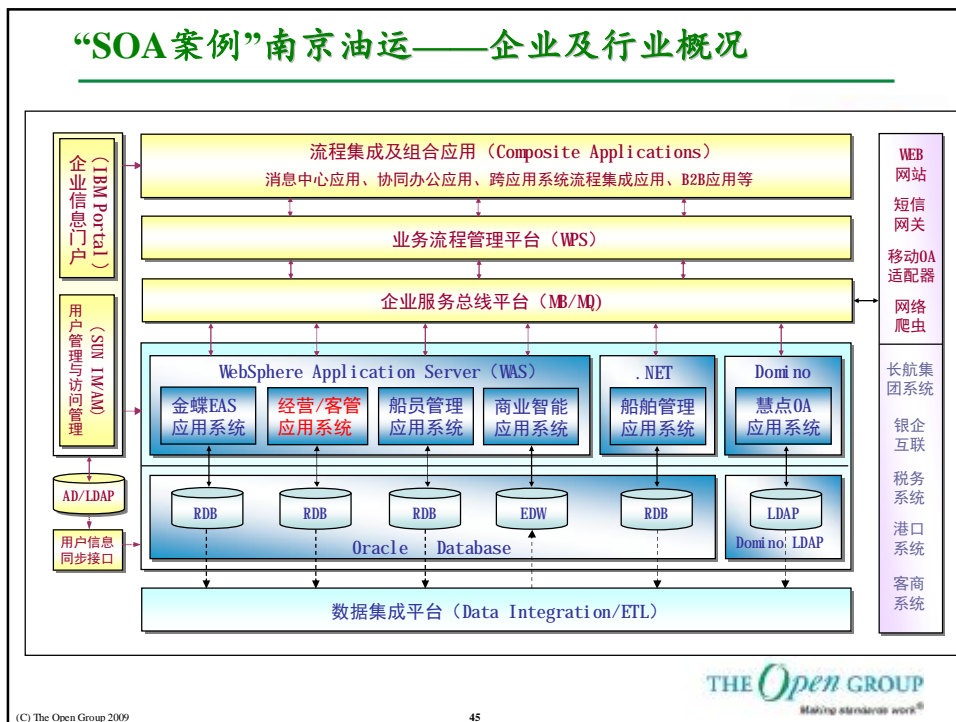 “SOA案例”南京油运——企业及行业概况
企业信息门户
（IBM Portal）
用户管理与访问管理
（SUN IM/AM）
AD/LDAP
用户信息
同步接口
流程集成及组合应用（Composite Applications）
消息中心应用、协同办公应用、跨应用系统流程集成应用、B2B应用等
业务流程管理平台（WPS）
企业服务总线平台（MB/MQ)
WebSphere Application Server（WAS）
金蝶EAS
应用系统
经营/客管
应用系统
船员管理
应用系统
商业智能
应用系统
.NET
船舶管理
应用系统
Domino
慧点OA
应用系统
RDB
RDB
RDB
EDW
RDB
Oracle Database
LDAP
Domino LDAP
数据集成平台（Data Integration/ETL）
WEB
网站
短信
网关
移动OA
适配器
网络
爬虫
长航集
团系统
银企
互联
税务
系统
港口
系统
客商
系统
THE Open GROUP
Making standards work®
(C) The Open Group 2009
45